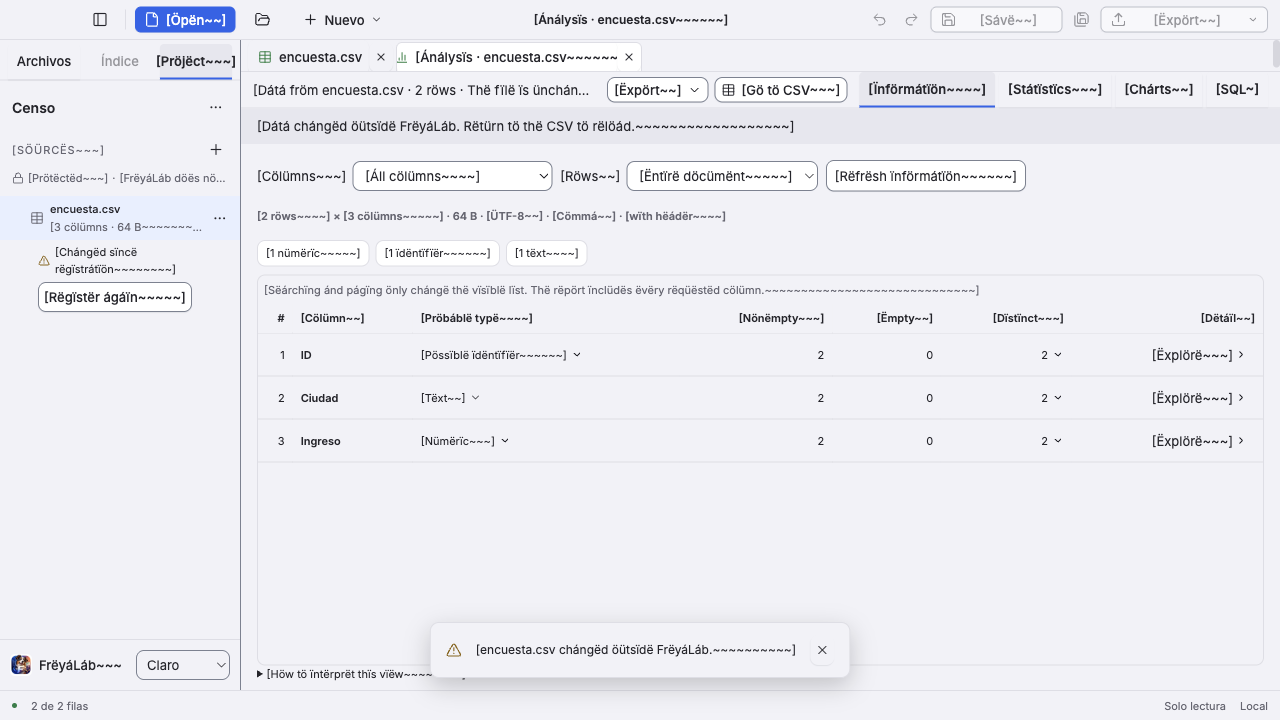 [Öpën~~]
Nuevo
[Ánálysïs · encuesta.csv~~~~~~]
[Sávë~~]
[Ëxpört~~]
Archivos
Índice
[Pröjëct~~~]
encuesta.csv
[Ánálysïs · encuesta.csv~~~~~~
[Dátá fröm encuesta.csv · 2 röws · Thë fïlë ïs ünchán...
[Ëxpört~~]
[Gö tö CSV~~~]
[Ïnförmátïön~~~~]
[Státïstïcs~~~]
[Chárts~~]
[SQL~]
Censo
[Dátá chángëd öütsïdë FrëyáLáb. Rëtürn tö thë CSV tö rëlöád.~~~~~~~~~~~~~~~~~~]
[SÖÜRCËS~~~]
[Prötëctëd~~~] · [FrëyáLáb döës nö...
encuesta.csv
[3 cölümns · 64 B~~~~~~~...
[Chángëd sïncë
rëgïstrátïön~~~~~~~~]
[Rëgïstër ágáïn~~~~~]
[Cölümns~~~]
[Áll cölümns~~~~]
[Röws~~]
[Ëntïrë döcümënt~~~~~]
[Rëfrësh ïnförmátïön~~~~~~]
[2 röws~~~~] × [3 cölümns~~~~~] · 64 B · [ÜTF-8~~] · [Cömmá~~] · [wïth hëádër~~~~]
[1 nümërïc~~~~~]
[1 ïdëntïfïër~~~~~~]
[1 tëxt~~~~]
[Sëárchïng ánd págïng önly chángë thë vïsïblë lïst. Thë rëpört ïnclüdës ëvëry rëqüëstëd cölümn.~~~~~~~~~~~~~~~~~~~~~~~~~~~~~]
# [Cölümn~~] [Pröbáblë typë~~~~] [Nönëmpty~~~] [Ëmpty~~] [Dïstïnct~~~] [Dëtáïl~~]
1 ID [Pössïblë ïdëntïfïër~~~~~~] 2 0 2 [Ëxplörë~~~]
2 Ciudad [Tëxt~~] 2 0 2 [Ëxplörë~~~]
3 Ingreso [Nümërïc~~~] 2 0 2 [Ëxplörë~~~]
[encuesta.csv chángëd öütsïdë FrëyáLáb.~~~~~~~~~~]
[Höw tö ïntërprët thïs vïëw~~~~
FrëyáLáb~~~
Claro
2 de 2 filas
Solo lectura
Local